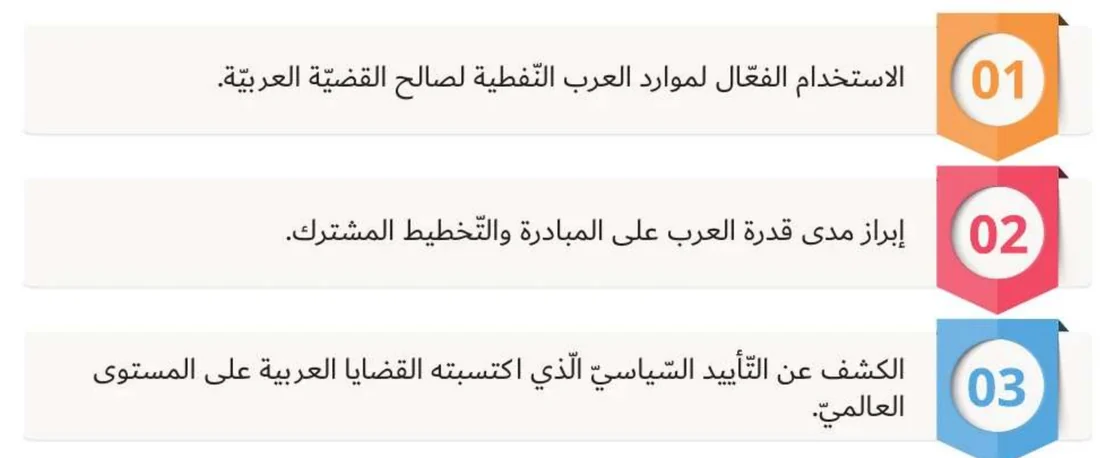 01
الاستخدام الفعّال لموارد العرب النّفطية لصالح القضيّة العربيّة.
02
إبراز مدى قدرة العرب على المبادرة والتّخطيط المشترك.
03
الكشف عن التّأييد السّياسيّ الّذي اكتسبته القضايا العربية على المستوى
العالميّ.